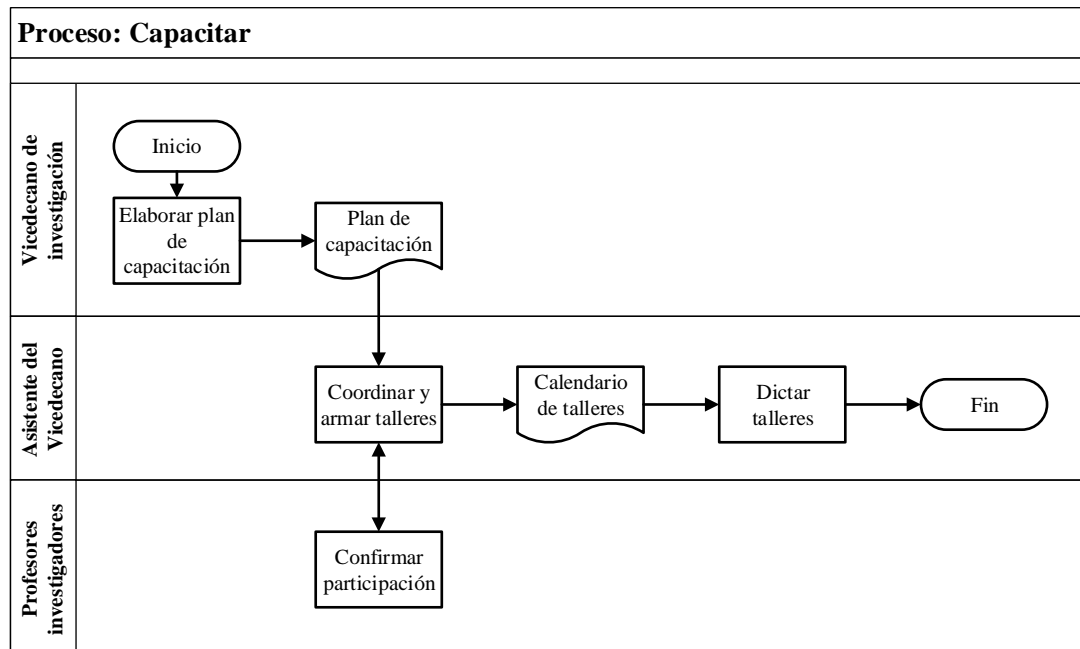 Proceso: Capacitar
Vicedecano de
investigación
Inicio
Elaborar plan
de
capacitación
Plan de
capacitación
Asistente del
Vicedecano
Coordinar y
armar talleres
Calendario
de talleres
Dictar
talleres
Fin
Profesores
investigadores
Confirmar
participación